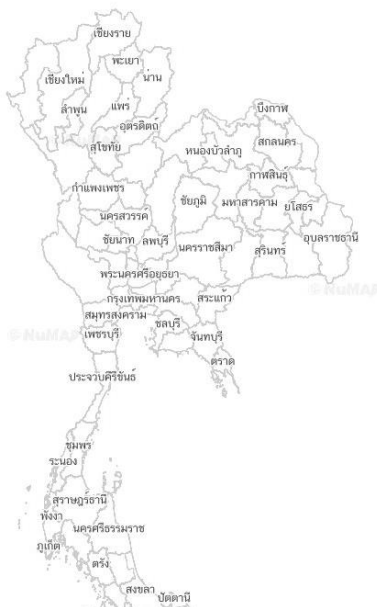 เชียงราย
พะเยา
น่าน
เชียงใหม่
ลำพูน
แพร่
อุตรดิตถ์
บึงกาฬ
สุโขทัย
หนองบัวลำภู
สกลนคร
กาฬสินธุ์
กำแพงเพชร
ชัยภูมิ
มหาสารคาม
ยโสธร
นครสวรรค์
ชัยนาท
ลพบุรี
นครราชสีมา
สุรินทร์
อุบลราชธานี
พระนครศรีอยุธยา
กรุงเทพมหานคร
สระแก้ว
สมุทรสงคราม
ชลบุรี
เพชรบุรี
จันทบุรี
ตราด
ประจวบคีรีขันธ์
ชุมพร
ระนอง
สุราษฎร์ธานี
พังงา
นครศรีธรรมราช
ภูเก็ต
ตรัง
สงขลา
ปัตตานี
©NuMAP
©NuMAP